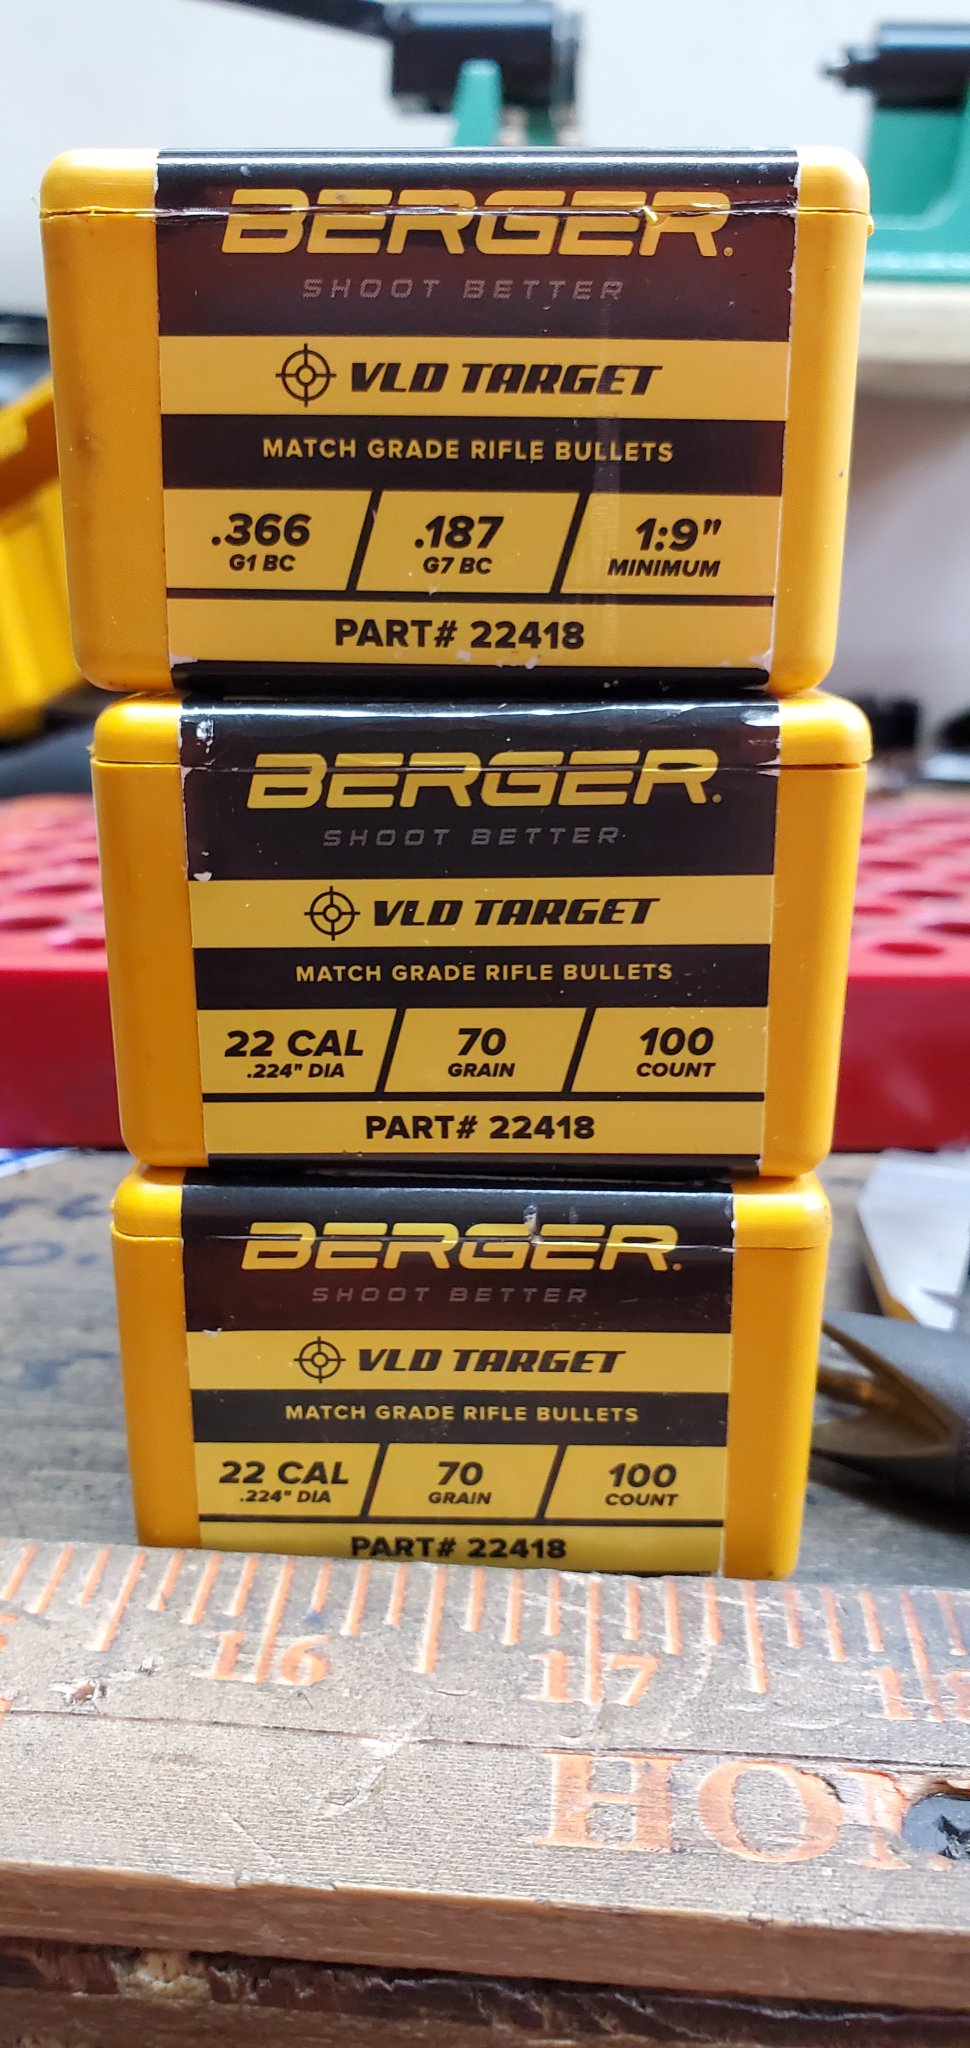 BERGER.
SHOOT BETTER
VLD TARGET
MATCH GRADE RIFLE BULLETS
.366 .187 1:9"
G1 BC G7 BC MINIMUM
PART# 22418
BERGER.
SHOOT BETTER
VLD TARGET
MATCH GRADE RIFLE BULLETS
22 CAL 70 100
.224" DIA GRAIN COUNT
PART# 22418
BERGER.
SHOOT BETTER
VLD TARGET
MATCH GRADE RIFLE BULLETS
22 CAL 70 100
.224" DIA GRAIN COUNT
PART# 22418
16 17